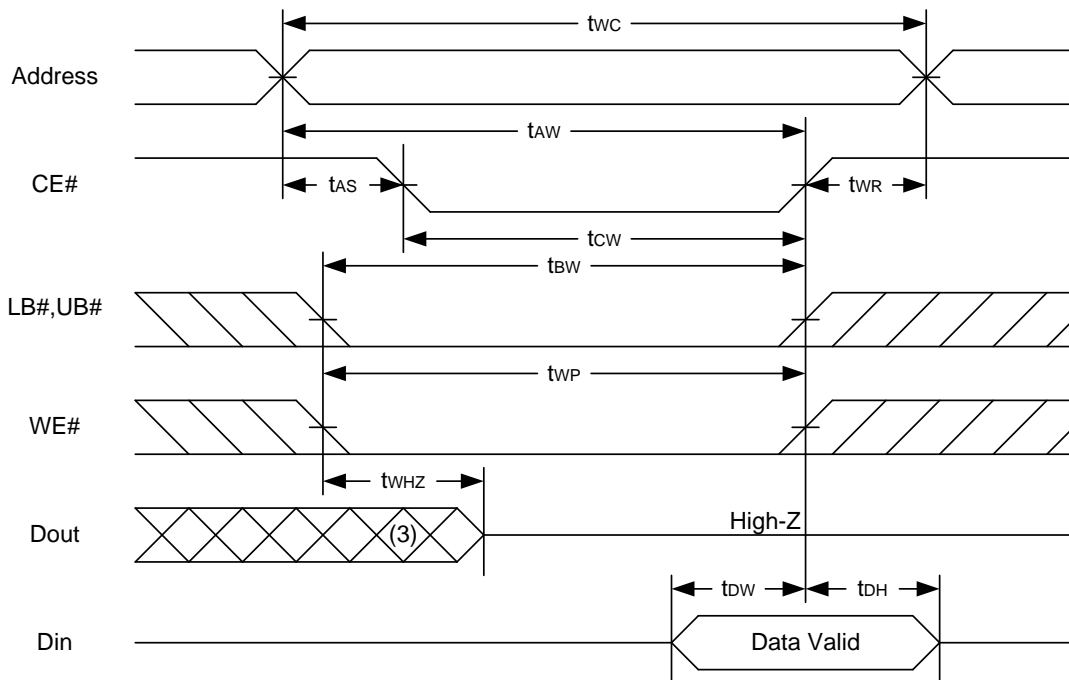 tWC
Address
tAW
CE#
tAS
tWR
tCW
tBW
LB#,UB#
tWP
WE#
tWHZ
Dout
(3)
High-Z
tDW
tDH
Din
Data Valid